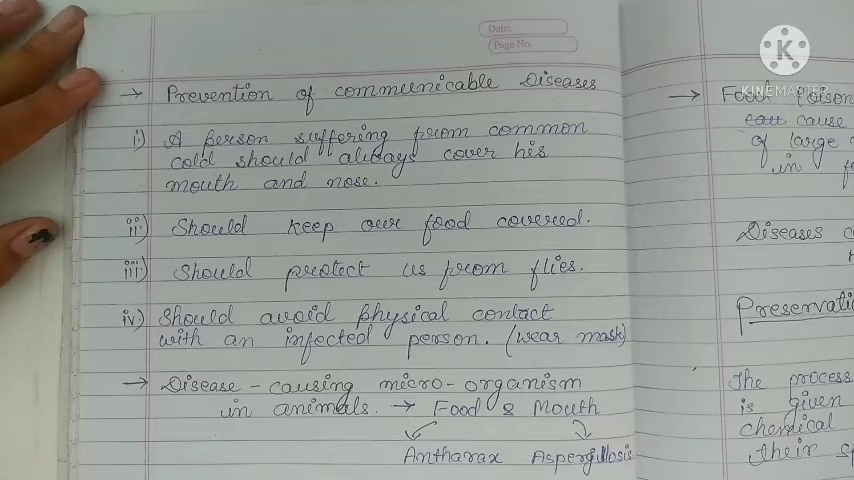 Date:
Page No.
KINEMASTER
→ Prevention of communicable Diseases
i) A person suffering from common
cold should always cover his
mouth and nose.
ii) Should keep our food covered.
iii) Should protect us from flies.
iv) Should avoid physical contact
with an infected person. (wear mask)
→ Disease-causing micro-organism
in animals. → Food & Mouth
Antharax Aspergillosis
→ Food Poison
cause
of large
in
Diseases c
Preservati
The process
is given
chemical
their sp